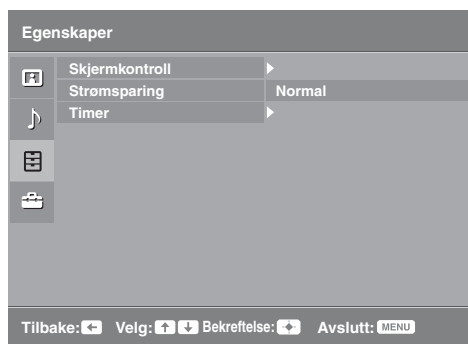 Egenskaper
Skjermkontroll
Strømsparing Normal
Timer
Tilbake: Velg: Bekreftelse: Avslutt: MENU